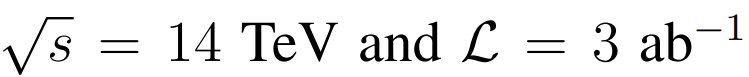 √s = 14 TeV and ℒ = 3 ab⁻¹